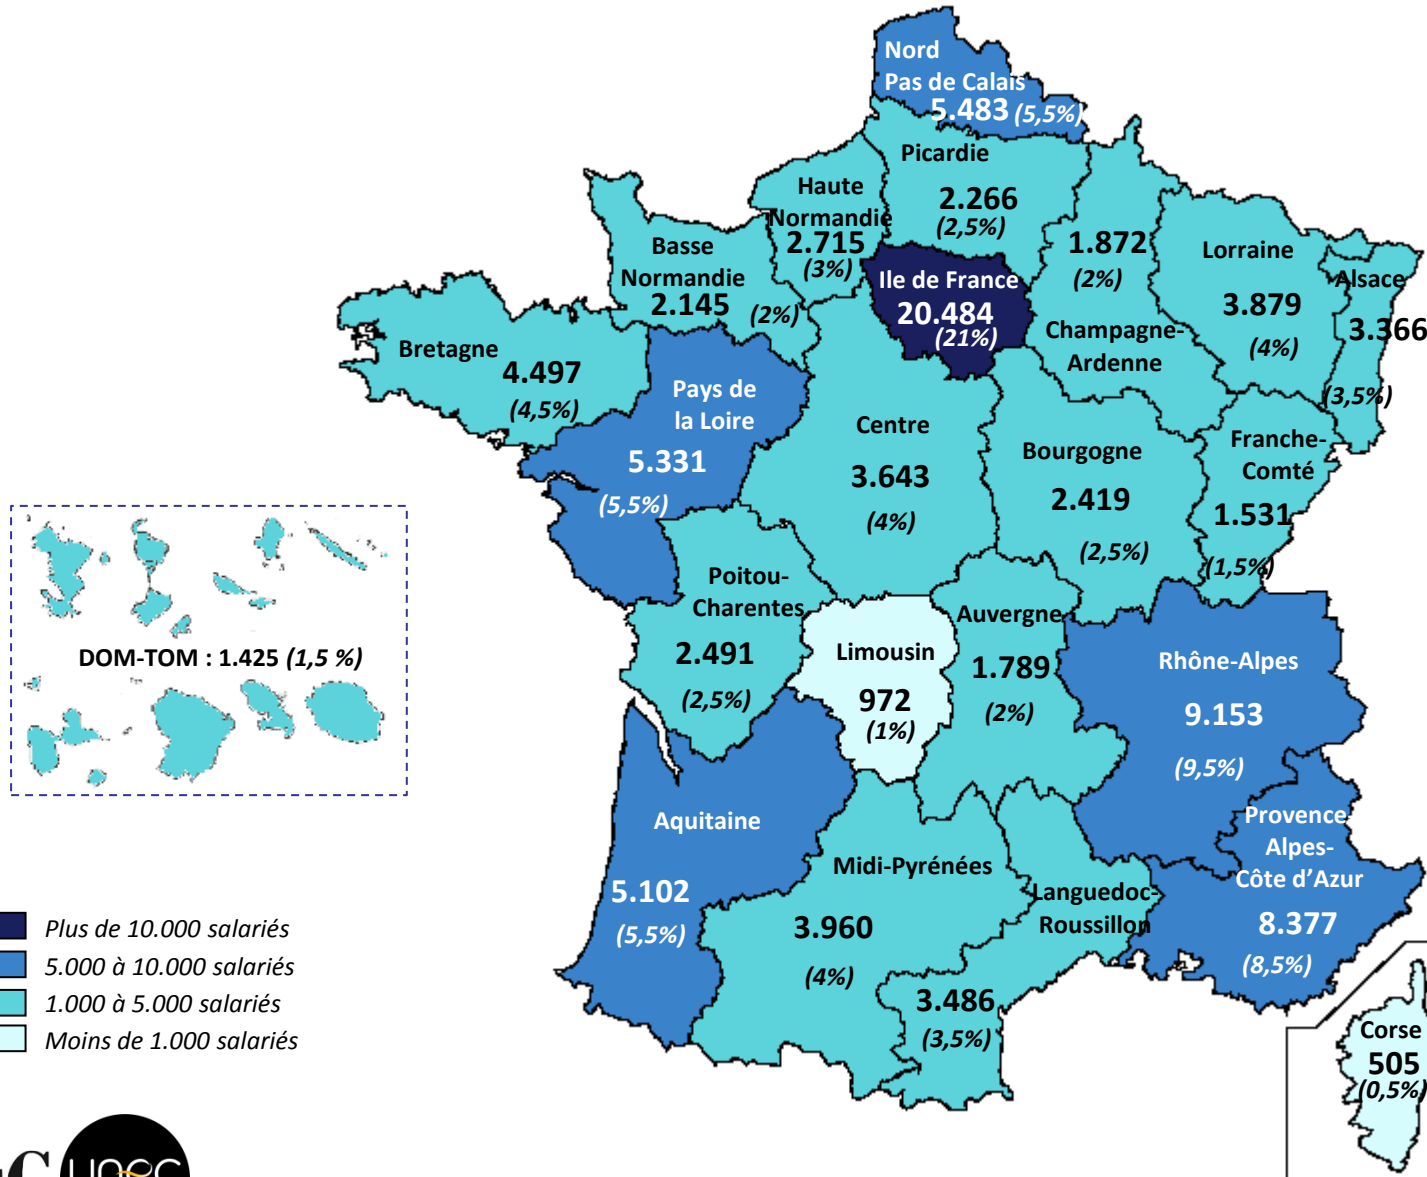 Nord
Pas de Calais
5.483 (5,5%)
Picardie
2.266
(2,5%)
Haute
Normandie
2.715
(3%)
Basse
Normandie
2.145 (2%)
Ile de France
20.484
(21%)
1.872
(2%)
Champagne-
Ardenne
Lorraine
3.879
(4%)
Alsace
3.366
(3,5%)
Bretagne
4.497
(4,5%)
Pays de
la Loire
5.331
(5,5%)
Centre
3.643
(4%)
Bourgogne
2.419
(2,5%)
Franche-
Comté
1.531
(1,5%)
DOM-TOM : 1.425 (1,5 %)
Poitou-
Charentes
2.491
(2,5%)
Limousin
972
(1%)
Auvergne
1.789
(2%)
Rhône-Alpes
9.153
(9,5%)
Aquitaine
5.102
(5,5%)
Midi-Pyrénées
3.960
(4%)
Languedoc-
Roussillon
3.486
(3,5%)
Provence-
Alpes-
Côte d’Azur
8.377
(8,5%)
Corse
505
(0,5%)
Plus de 10.000 salariés
5.000 à 10.000 salariés
1.000 à 5.000 salariés
Moins de 1.000 salariés